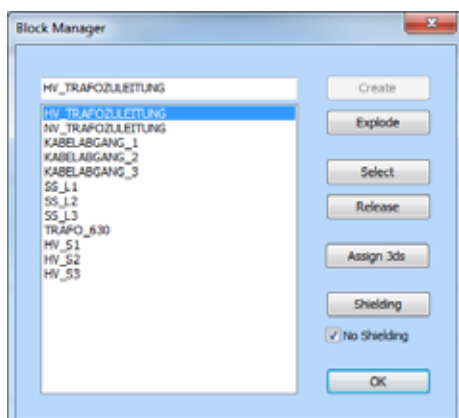 Block Manager
HV_TRAFOZULEITUNG
Create
HV_TRAFOZULEITUNG
NV_TRAFOZULEITUNG
KABELABGANG_1
KABELABGANG_2
KABELABGANG_3
SS_L1
SS_L2
SS_L3
TRAFO_630
HV_S1
HV_S2
HV_S3
Explode
Select
Release
Assign 3ds
Shielding
No Shielding
OK